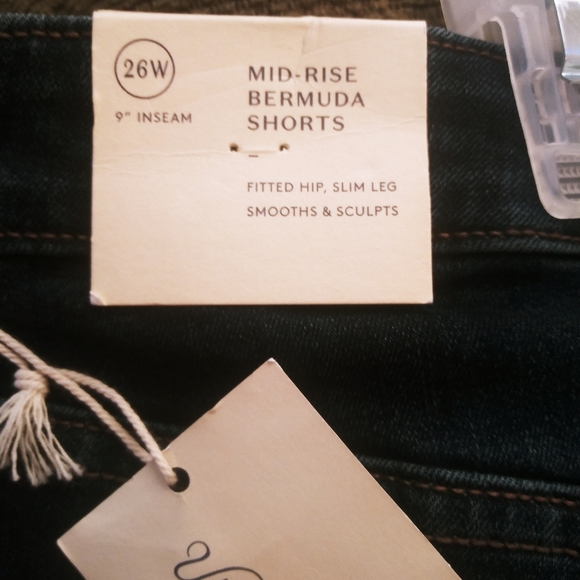 26W
9" INSEAM
MID-RISE
BERMUDA
SHORTS
FITTED HIP, SLIM LEG
SMOOTHS & SCULPTS